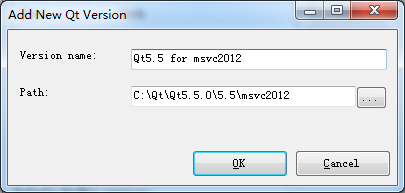 Add New Qt Version
Version name: Qt5.5 for msvc2012
Path: C:\Qt\Qt5.5.0\5.5\msvc2012 ...
OK Cancel